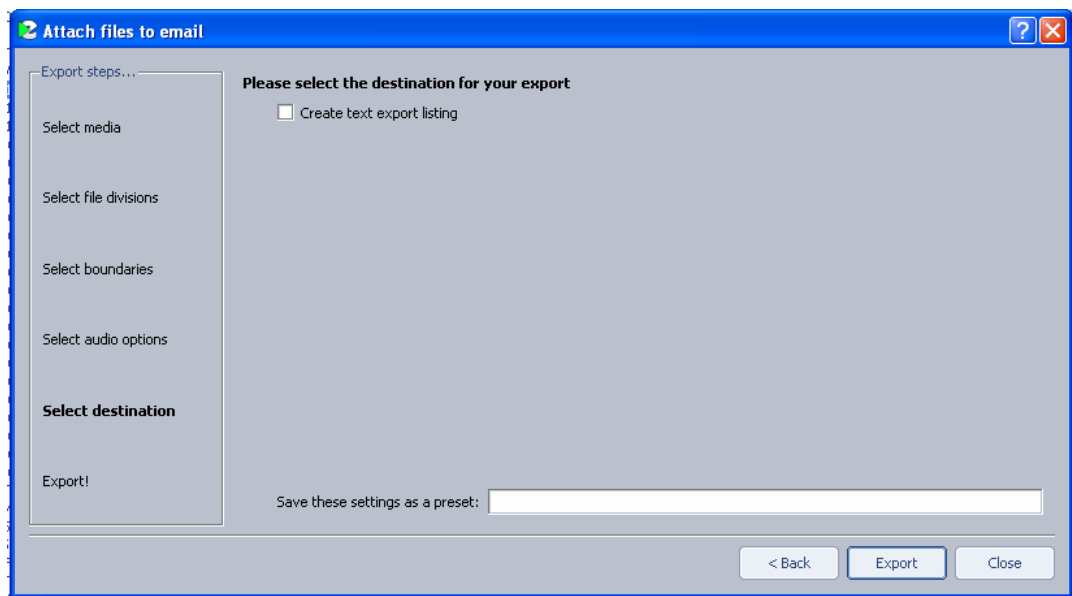 Attach files to email
Export steps...
Select media
Select file divisions
Select boundaries
Select audio options
Select destination
Export!
Please select the destination for your export
Create text export listing
Save these settings as a preset:
< Back
Export
Close